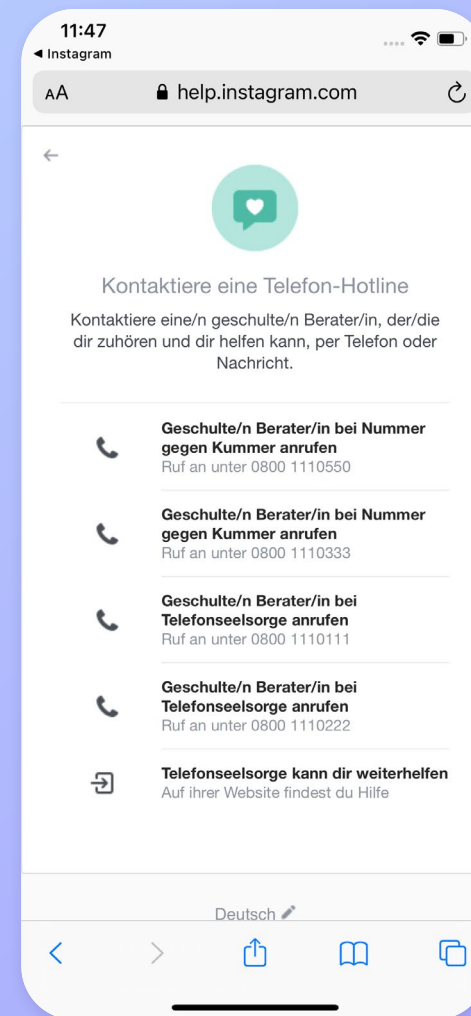 11:47
◀ Instagram
AA
help.instagram.com
Kontaktiere eine Telefon-Hotline
Kontaktiere eine/n geschulte/n Berater/in, der/die
dir zuhören und dir helfen kann, per Telefon oder
Nachricht.
Geschulte/n Berater/in bei Nummer
gegen Kummer anrufen
Ruf an unter 0800 1110550
Geschulte/n Berater/in bei Nummer
gegen Kummer anrufen
Ruf an unter 0800 1110333
Geschulte/n Berater/in bei
Telefonseelsorge anrufen
Ruf an unter 0800 1110111
Geschulte/n Berater/in bei
Telefonseelsorge anrufen
Ruf an unter 0800 1110222
Telefonseelsorge kann dir weiterhelfen
Auf ihrer Website findest du Hilfe
Deutsch